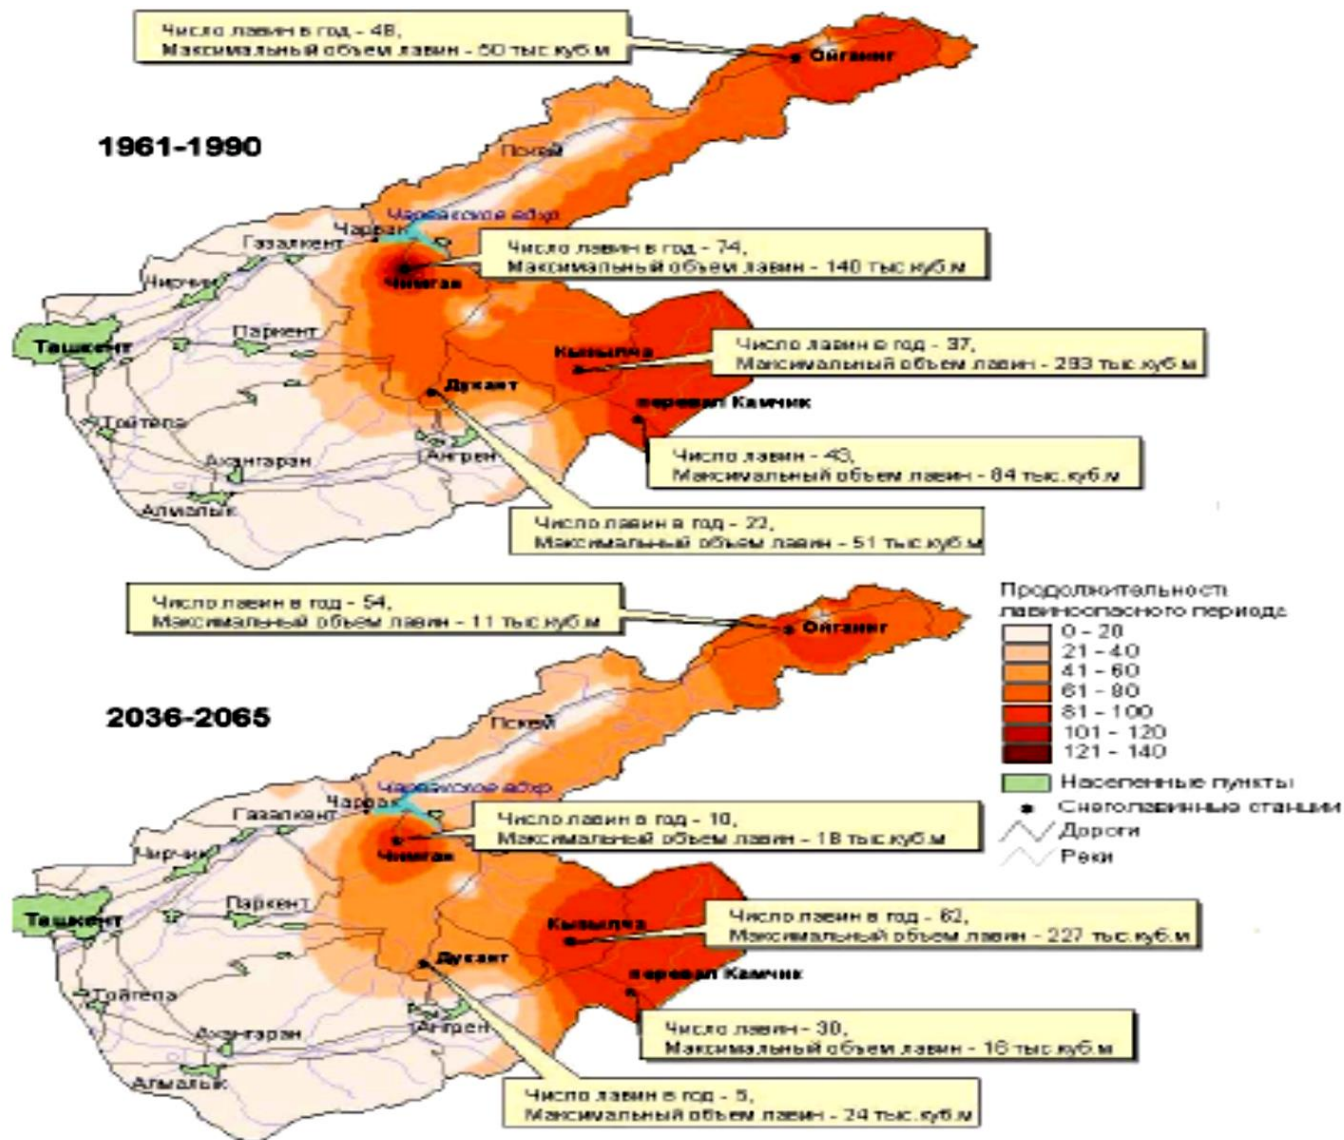 Число лавин в год - 48,
Максимальный объем лавин - 50 тыс.куб.м
Ойгаинг
1961-1990
Пскем
Чарвакское вдхр.
Чарвак
Газалкент
Число лавин в год - 74,
Максимальный объем лавин - 140 тыс.куб.м
Чимган
Чирчик
Паркент
Ташкент
Число лавин в год - 37,
Максимальный объем лавин - 293 тыс.куб.м
Кызылча
Дукант
перевал Камчик
Тойтепа
Ахангаран
Ангрен
Число лавин - 43,
Максимальный объем лавин - 84 тыс.куб.м
Алмалык
Число лавин в год - 22,
Максимальный объем лавин - 51 тыс.куб.м
Число лавин в год - 54,
Максимальный объем лавин - 11 тыс.куб.м
Ойгаинг
Продолжительность
лавиноопасного периода
0 - 20
21 - 40
41 - 60
61 - 80
81 - 100
101 - 120
121 - 140
Населенные пункты
Снеголавинные станции
Дороги
Реки
2036-2065
Пскем
Чарвакское вдхр.
Чарвак
Газалкент
Число лавин в год - 10,
Максимальный объем лавин - 18 тыс.куб.м
Чимган
Чирчик
Паркент
Ташкент
Число лавин в год - 62,
Максимальный объем лавин - 227 тыс.куб.м
Кызылча
Дукант
перевал Камчик
Тойтепа
Ахангаран
Ангрен
Число лавин - 30,
Максимальный объем лавин - 16 тыс.куб.м
Алмалык
Число лавин в год - 5,
Максимальный объем лавин - 24 тыс.куб.м